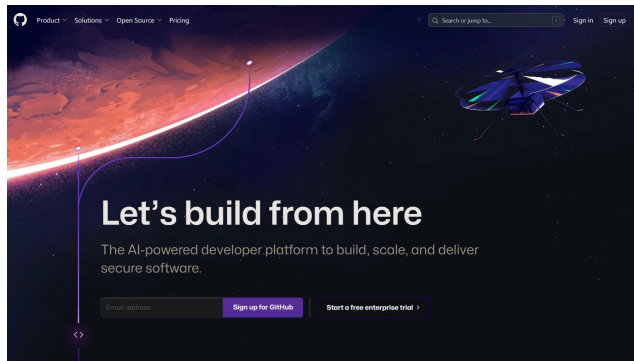 Product
Solutions
Open Source
Pricing
Search or jump to...
/
Sign in
Sign up
Let's build from here
The AI-powered developer platform to build, scale, and deliver
secure software.
Email address
Sign up for GitHub
Start a free enterprise trial